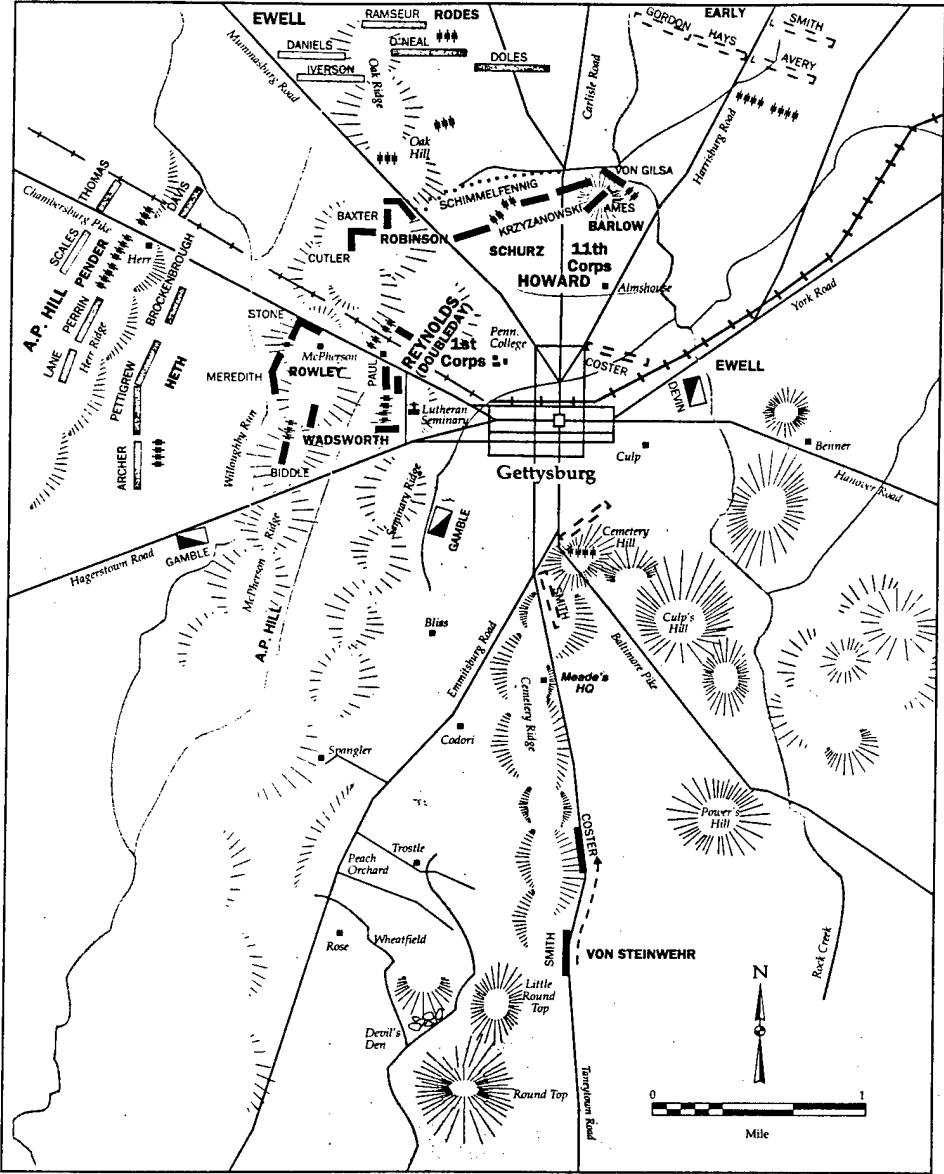 EWELL
RAMSEUR
RODES
DANIELS
O'NEAL
IVERSON
DOLES
Oak Ridge
Oak Hill
Mummasburg Road
Carlisle Road
GORDON
EARLY
SMITH
HAYS
AVERY
Harrisburg Road
THOMAS
DAVIS
Chambersburg Pike
SCALES
PENDER
Herr
A.P. HILL
PERRIN
BROCKENBROUGH
LANE
Herr Ridge
HETH
PETTIGREW
ARCHER
VON GILSA
SCHIMMELFENNIG
KRZYZANOWSKI
AMES
BARLOW
BAXTER
ROBINSON
CUTLER
SCHURZ
11th
Corps
HOWARD
Almshouse
York Road
STONE
McPherson
MEREDITH
ROWLEY
PAUL
REYNOLDS
(DOUBLEDAY)
1st
Corps
Penn.
College
COSTER
EWELL
DEVIN
Willoughby Run
WADSWORTH
BIDDLE
Lutheran
Seminary
Gettysburg
Culp
Benner
Hanover Road
Seminary Ridge
GAMBLE
GAMBLE
Hagerstown Road
McPherson Ridge
A.P. HILL
Bliss
Cemetery
Hill
SMITH
Culp's
Hill
Emmitsburg Road
Baltimore Pike
Meade's
HQ
Cemetery Ridge
Codori
Spangler
Power's
Hill
COSTER
Peach
Orchard
Trostle
Rose
Wheatfield
SMITH
VON STEINWEHR
Little
Round
Top
Devil's
Den
Round Top
Taneytown Road
Rock Creek
N
0
1
Mile